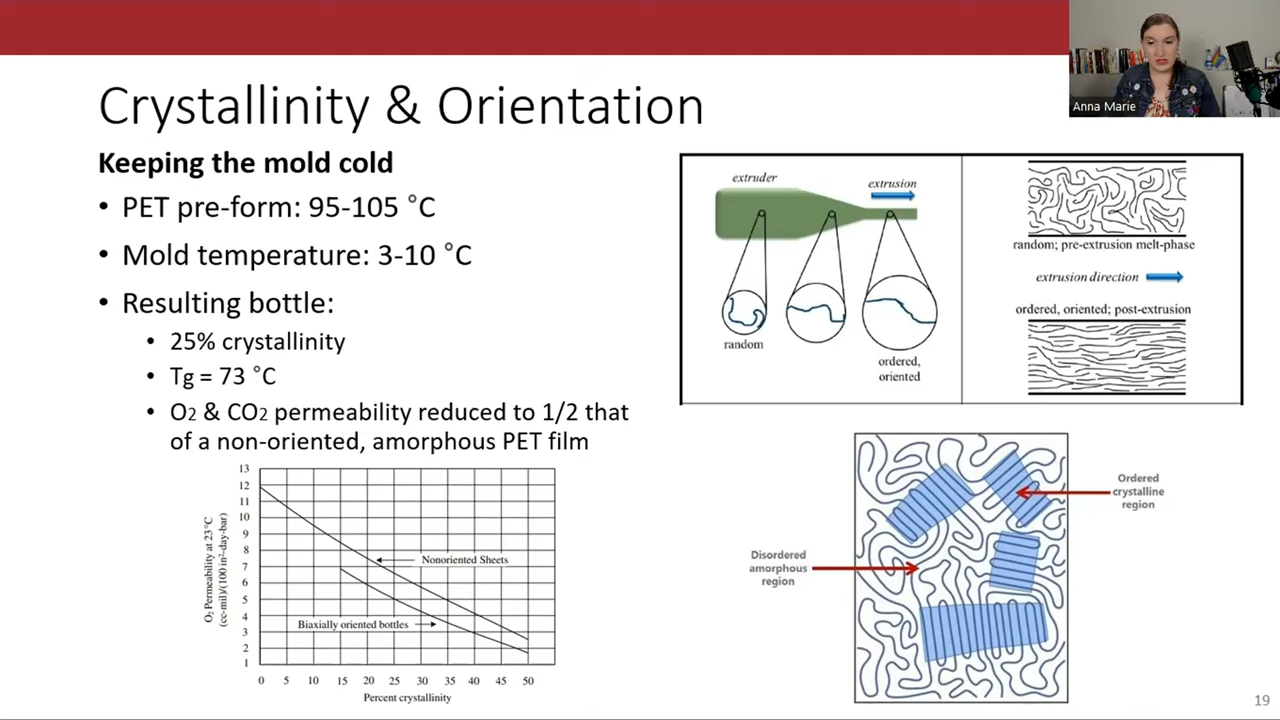 Anna Marie
Crystallinity & Orientation
Keeping the mold cold
• PET pre-form: 95-105 °C
• Mold temperature: 3-10 °C
• Resulting bottle:
• 25% crystallinity
• Tg = 73 °C
• O2 & CO2 permeability reduced to 1/2 that
of a non-oriented, amorphous PET film
13
12
11
10
9
8
7
6
5
4
3
2
1
O2 Permeability at 23°C
(cc-mil)/(100 in²-day-bar)
Nonoriented Sheets
Biaxially oriented bottles
0 5 10 15 20 25 30 35 40 45 50
Percent crystallinity
extruder
extrusion
random
ordered,
oriented
random; pre-extrusion melt-phase
extrusion direction
ordered, oriented; post-extrusion
Ordered
crystalline
region
Disordered
amorphous
region
19